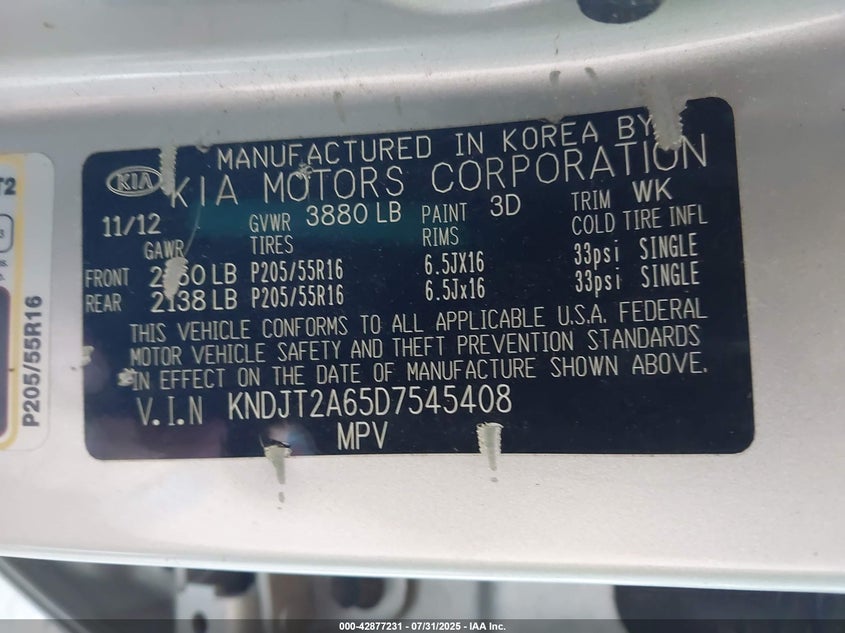 MANUFACTURED IN KOREA BY
KIA KIA MOTORS CORPORATION
11/12 GVWR 3880 LB PAINT 3D TRIM WK
GAWR TIRES RIMS COLD TIRE INFL
FRONT LB P205/55R16 6.5JX16 33psi SINGLE
REAR 2138 LB P205/55R16 6.5Jx16 33psi SINGLE
THIS VEHICLE CONFORMS TO ALL APPLICABLE U.S.A. FEDERAL
MOTOR VEHICLE SAFETY AND THEFT PREVENTION STANDARDS
IN EFFECT ON THE DATE OF MANUFACTURE SHOWN ABOVE.
V.I.N KNDJT2A65D7545408
MPV
P205/55R16
000-42877231 - 07/31/2025 - IAA Inc.